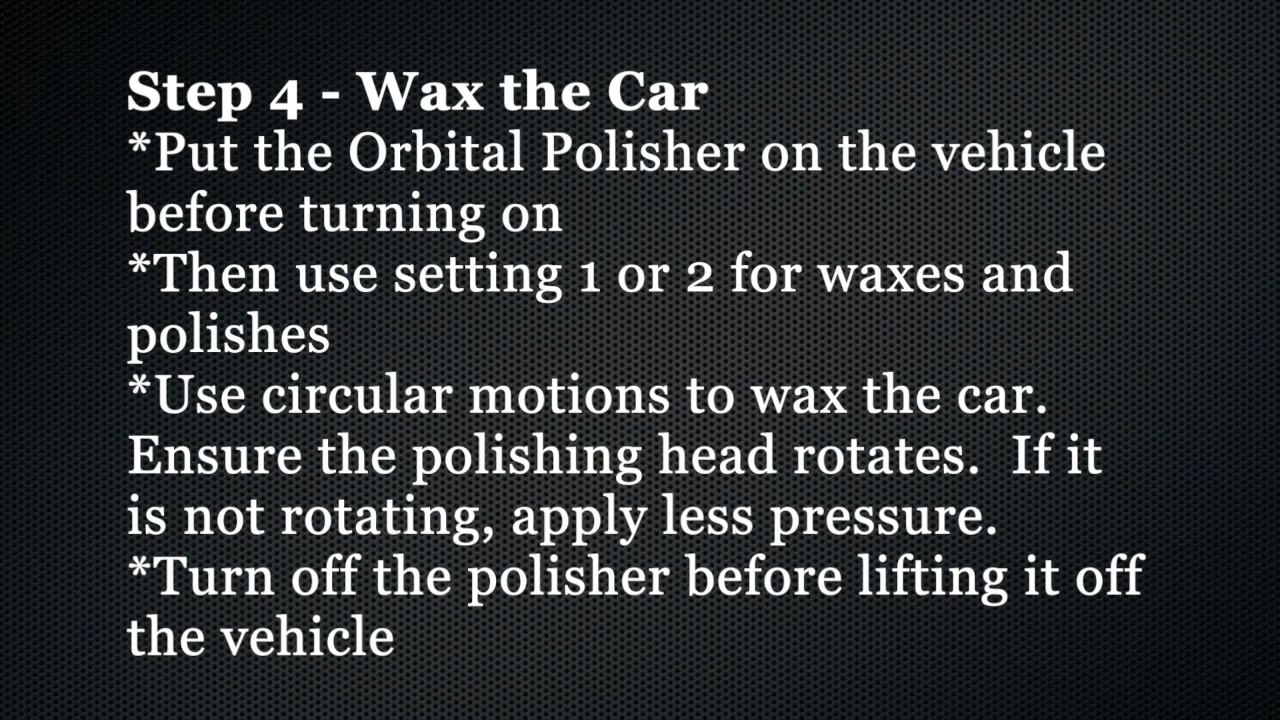 Step 4 - Wax the Car
*Put the Orbital Polisher on the vehicle
before turning on
*Then use setting 1 or 2 for waxes and
polishes
*Use circular motions to wax the car.
Ensure the polishing head rotates.  If it
is not rotating, apply less pressure.
*Turn off the polisher before lifting it off
the vehicle